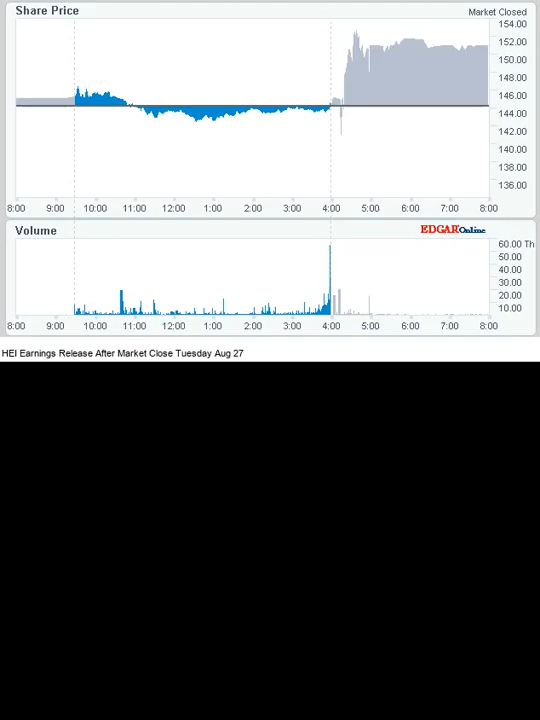 Share Price
Market Closed
154.00
152.00
150.00
148.00
146.00
144.00
142.00
140.00
138.00
136.00
8:00 9:00 10:00 11:00 12:00 1:00 2:00 3:00 4:00 5:00 6:00 7:00 8:00
Volume
EDGAR Online
60.00 Th
50.00
40.00
30.00
20.00
10.00
8:00 9:00 10:00 11:00 12:00 1:00 2:00 3:00 4:00 5:00 6:00 7:00 8:00
HEI Earnings Release After Market Close Tuesday Aug 27